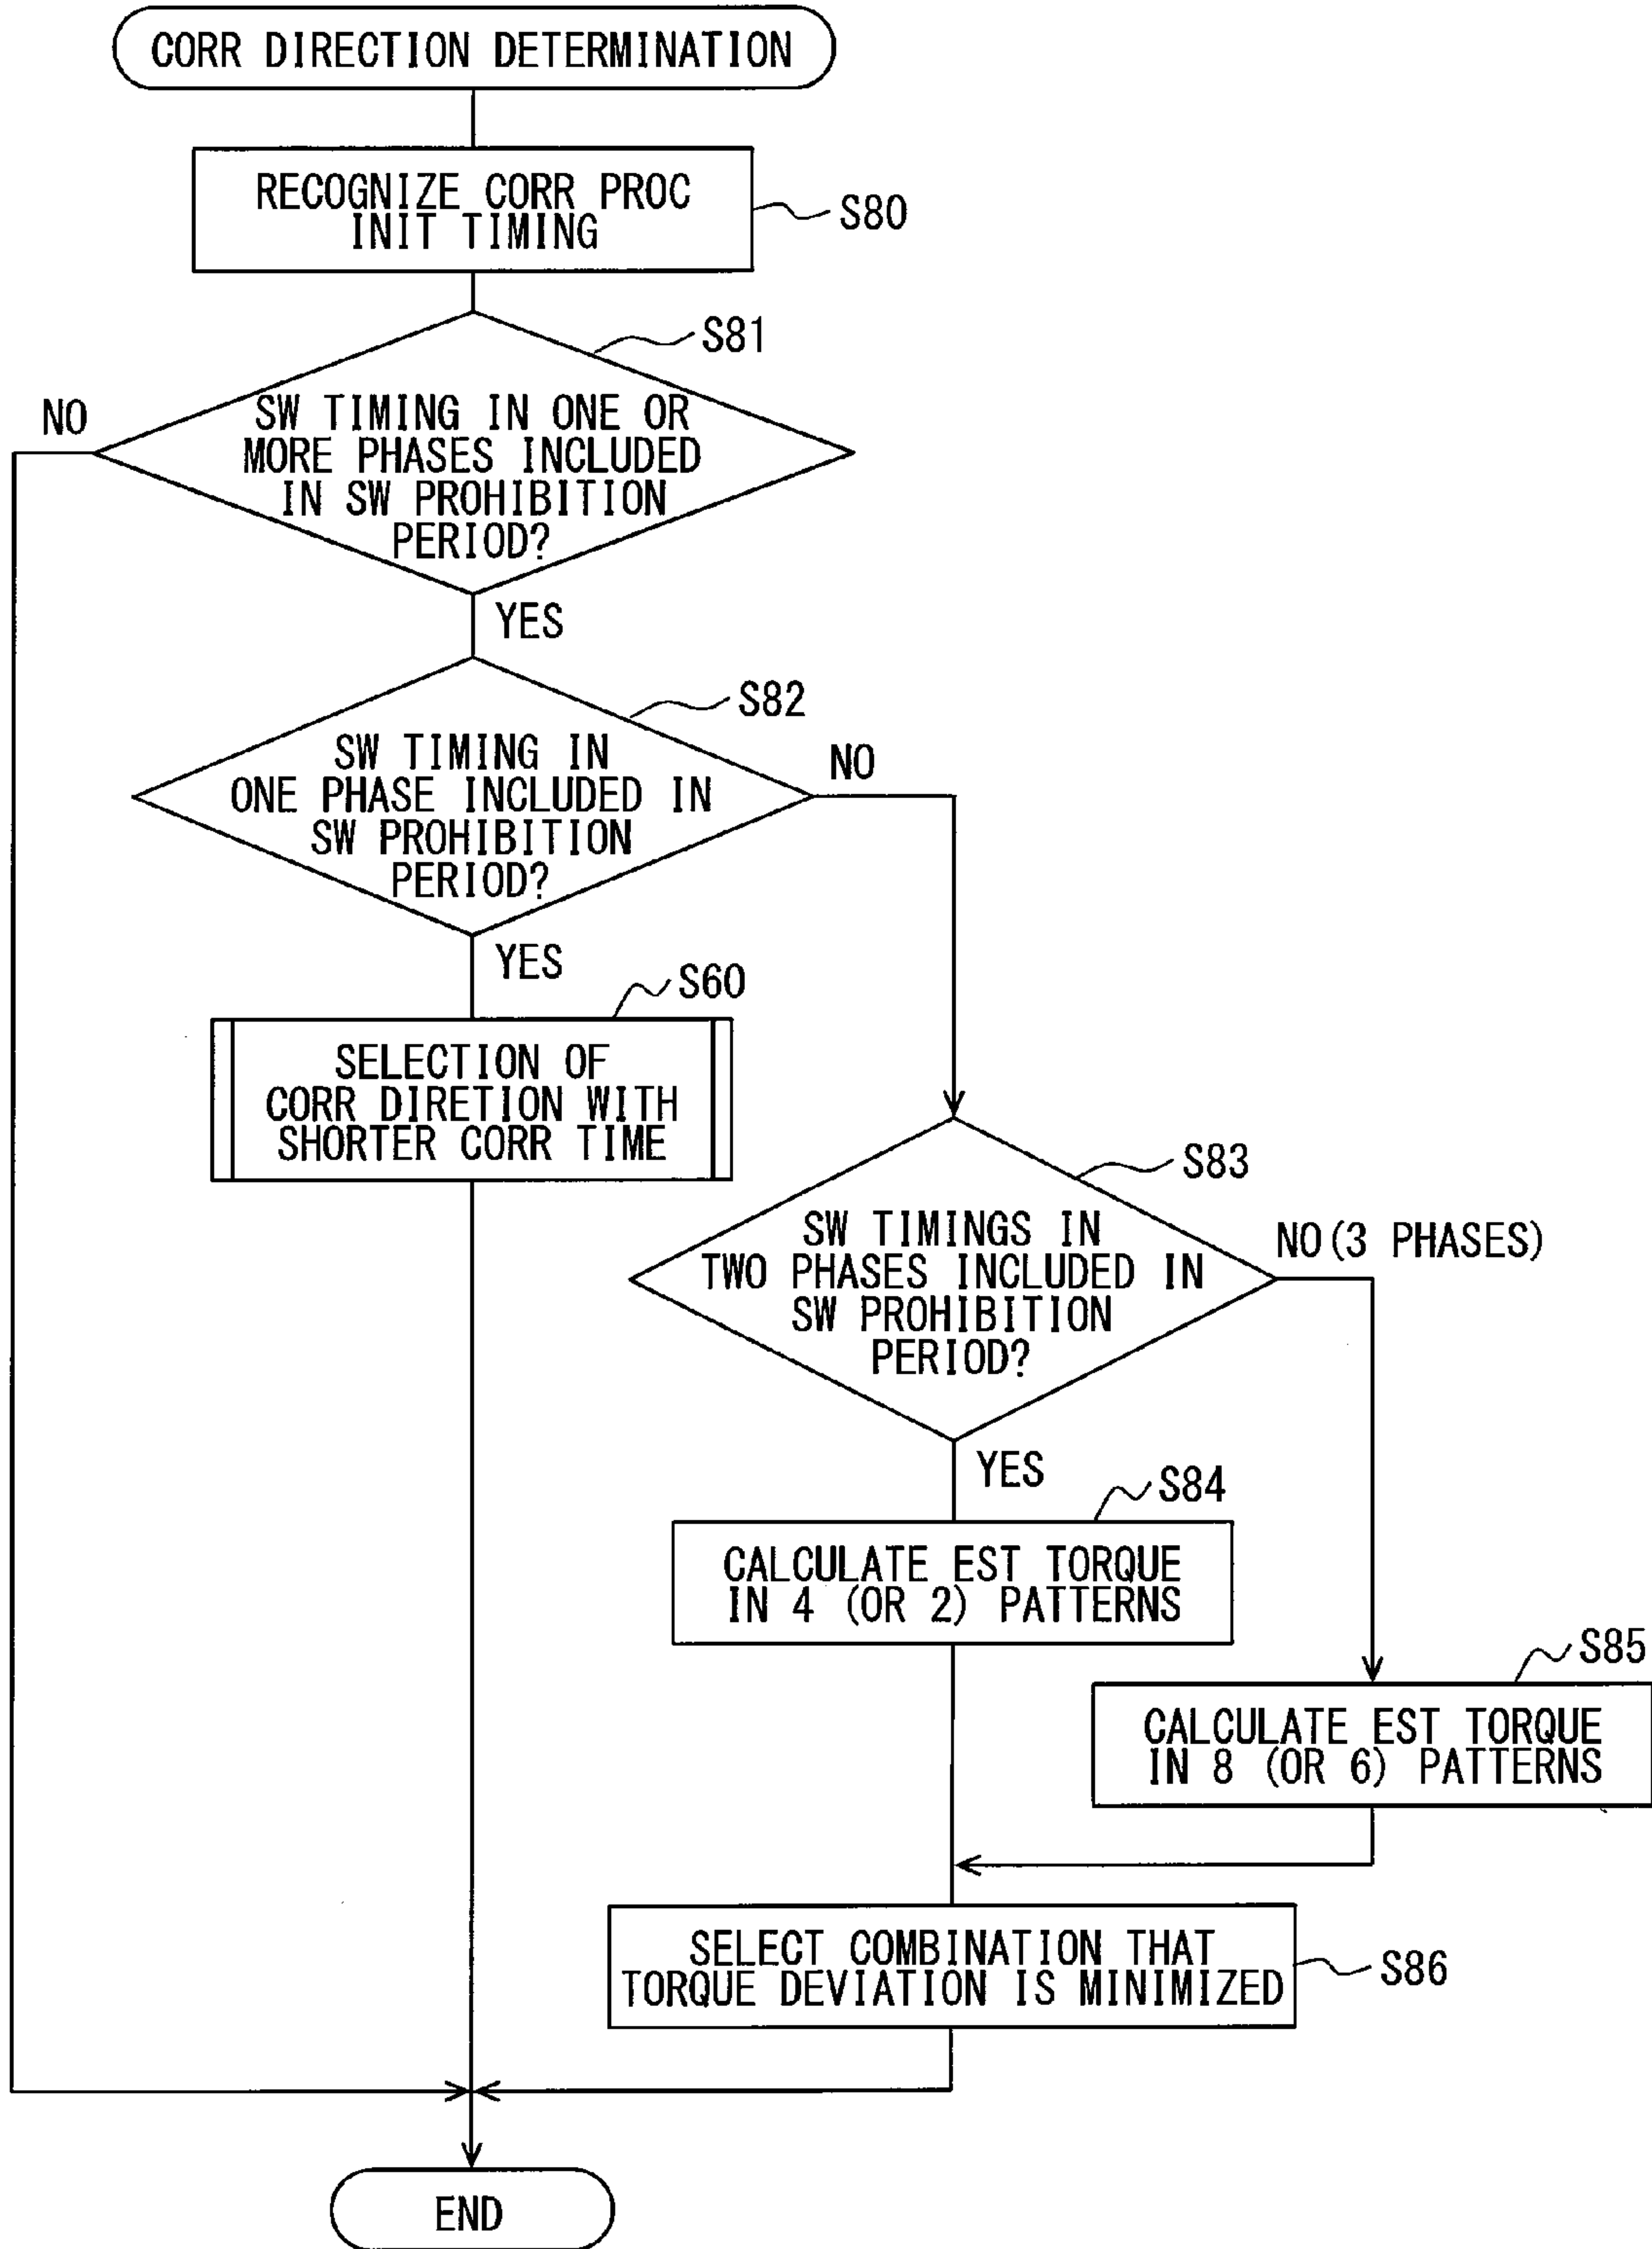 CORR DIRECTION DETERMINATION
RECOGNIZE CORR PROC
INIT TIMING
S80
S81
SW TIMING IN ONE OR
MORE PHASES INCLUDED
IN SW PROHIBITION
PERIOD?
NO
YES
S82
SW TIMING IN
ONE PHASE INCLUDED IN
SW PROHIBITION
PERIOD?
NO
YES
S60
SELECTION OF
CORR DIRETION WITH
SHORTER CORR TIME
S83
SW TIMINGS IN
TWO PHASES INCLUDED IN
SW PROHIBITION
PERIOD?
NO(3 PHASES)
YES
S84
CALCULATE EST TORQUE
IN 4 (OR 2) PATTERNS
S85
CALCULATE EST TORQUE
IN 8 (OR 6) PATTERNS
SELECT COMBINATION THAT
TORQUE DEVIATION IS MINIMIZED
S86
END